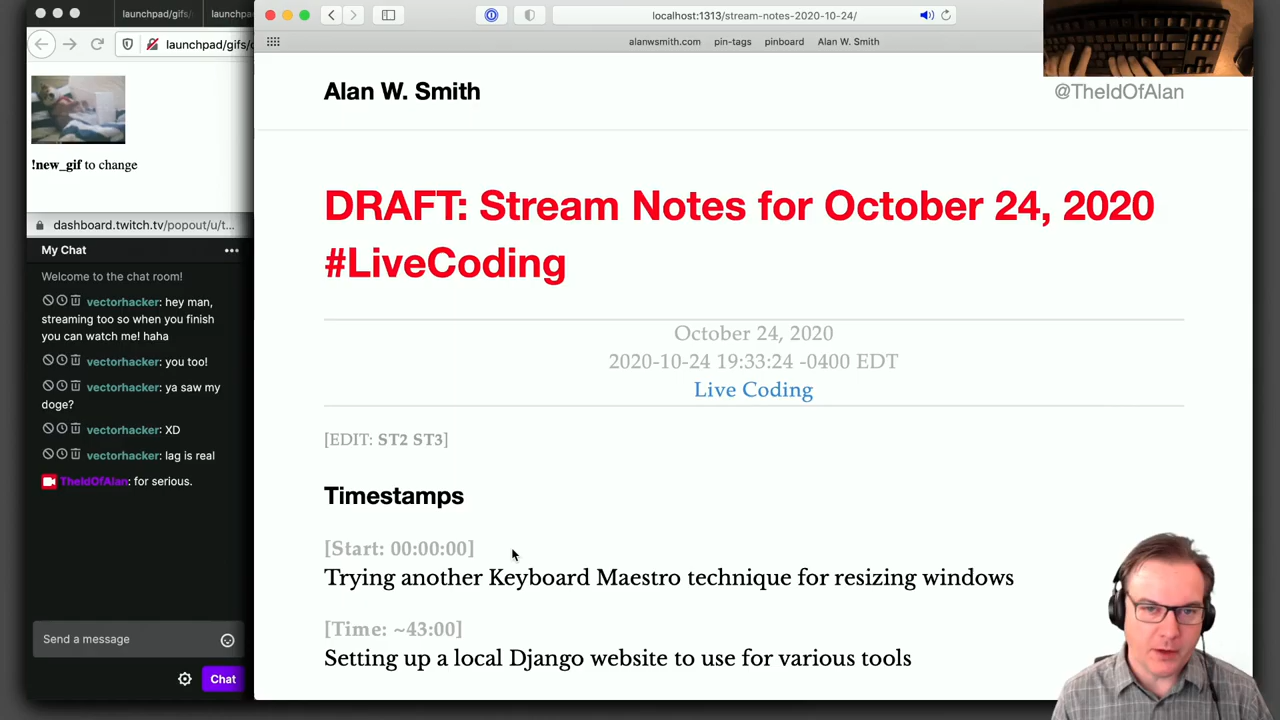 launchpad/gifs/
launchpad/gifs/
!new_gif to change
dashboard.twitch.tv/popout/u/t...
My Chat
Welcome to the chat room!
vectorhacker: hey man,
streaming too so when you finish
you can watch me! haha
vectorhacker: you too!
vectorhacker: ya saw my
doge?
vectorhacker: XD
vectorhacker: lag is real
TheIdOfAlan: for serious.
Send a message
Chat
localhost:1313/stream-notes-2020-10-24/
alanwsmith.com pin-tags pinboard Alan W. Smith
Alan W. Smith
@TheIdOfAlan
DRAFT: Stream Notes for October 24, 2020
#LiveCoding
October 24, 2020
2020-10-24 19:33:24 -0400 EDT
Live Coding
[EDIT: ST2 ST3]
Timestamps
[Start: 00:00:00]
Trying another Keyboard Maestro technique for resizing windows
[Time: ~43:00]
Setting up a local Django website to use for various tools